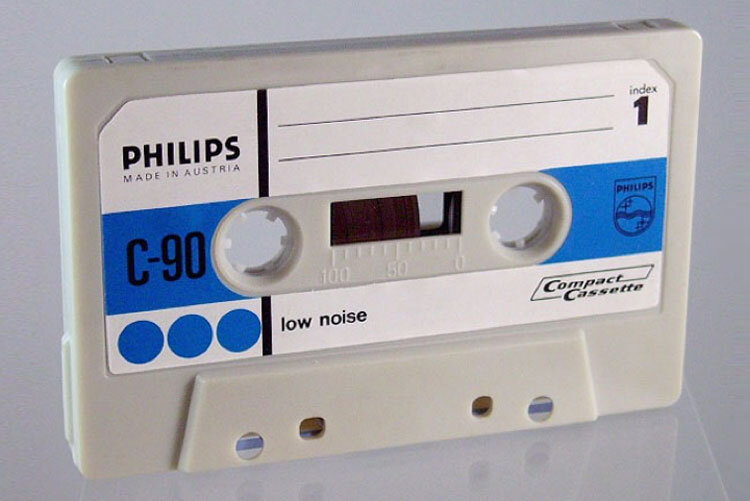 index
1
PHILIPS
MADE IN AUSTRIA
PHILIPS
C-90
100 50 0
Compact
Cassette
low noise